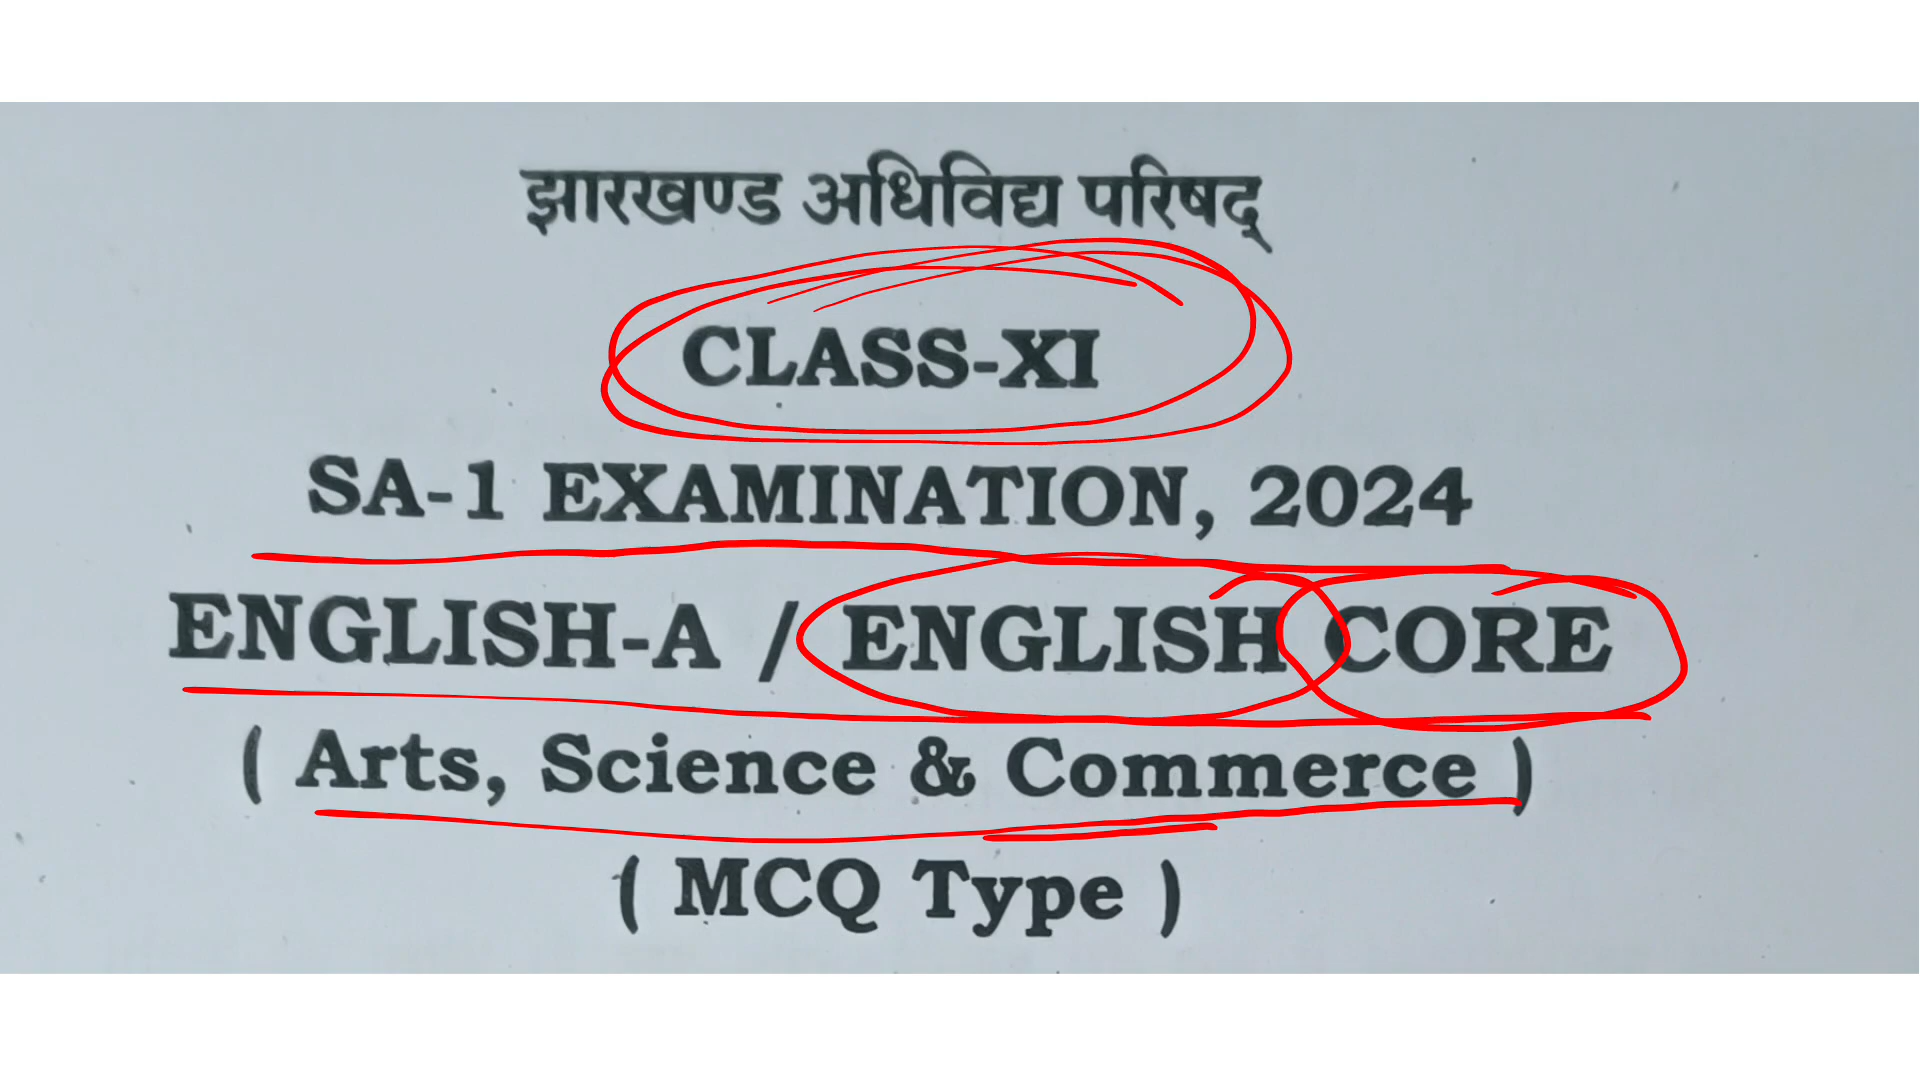 झारखण्ड अधिविद्य परिषद्
CLASS-XI
SA-1 EXAMINATION, 2024
ENGLISH-A / ENGLISH CORE
( Arts, Science & Commerce )
( MCQ Type )